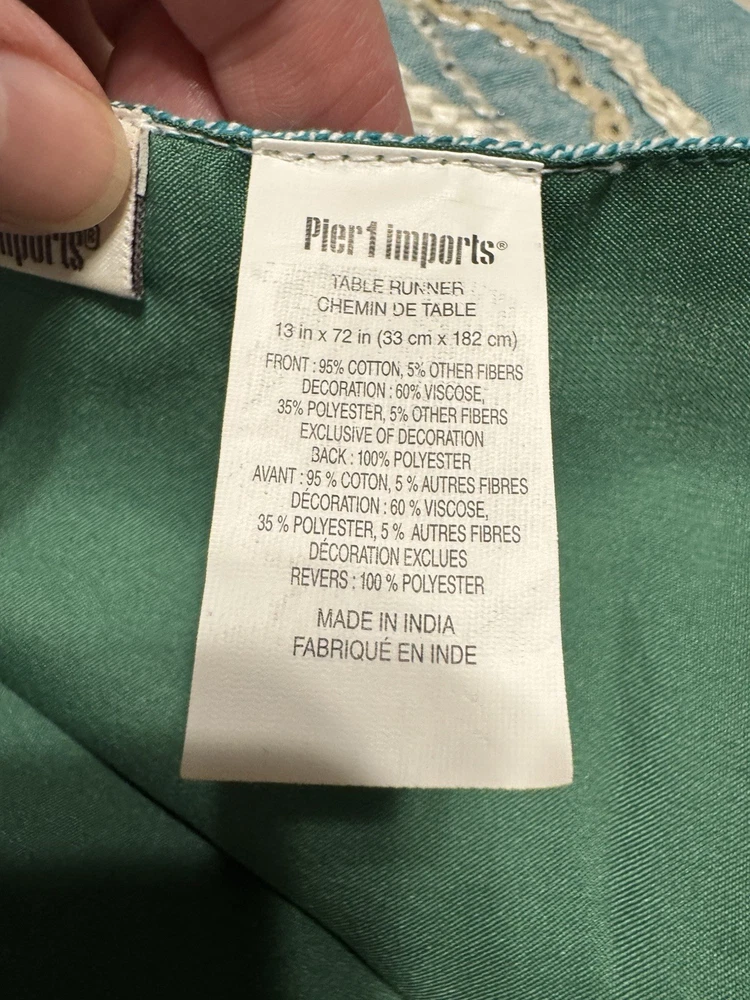 Pier1 imports®
TABLE RUNNER
CHEMIN DE TABLE
13 in x 72 in (33 cm x 182 cm)
FRONT : 95% COTTON, 5% OTHER FIBERS
DECORATION : 60% VISCOSE,
35% POLYESTER, 5% OTHER FIBERS
EXCLUSIVE OF DECORATION
BACK : 100% POLYESTER
AVANT : 95 % COTON, 5 % AUTRES FIBRES
DÉCORATION : 60 % VISCOSE,
35 % POLYESTER, 5 % AUTRES FIBRES
DÉCORATION EXCLUES
REVERS : 100 % POLYESTER
MADE IN INDIA
FABRIQUÉ EN INDE